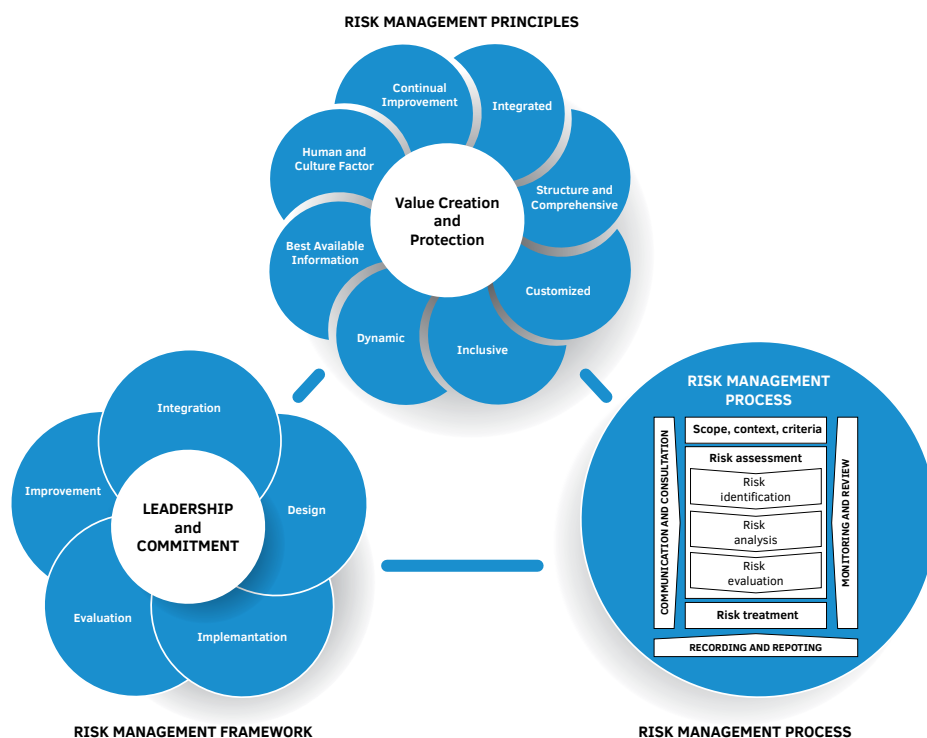 RISK MANAGEMENT PRINCIPLES
Continual
Improvement
Integrated
Human and
Culture Factor
Structure and
Comprehensive
Value Creation
and
Protection
Best Available
Information
Customized
Dynamic
Inclusive
Integration
Improvement
Design
LEADERSHIP
and
COMMITMENT
Evaluation
Implemantation
RISK MANAGEMENT FRAMEWORK
RISK MANAGEMENT
PROCESS
COMMUNICATION AND CONSULTATION
Scope, context, criteria
Risk assessment
Risk
identification
Risk
analysis
Risk
evaluation
Risk treatment
MONITORING AND REVIEW
RECORDING AND REPOTING
RISK MANAGEMENT PROCESS